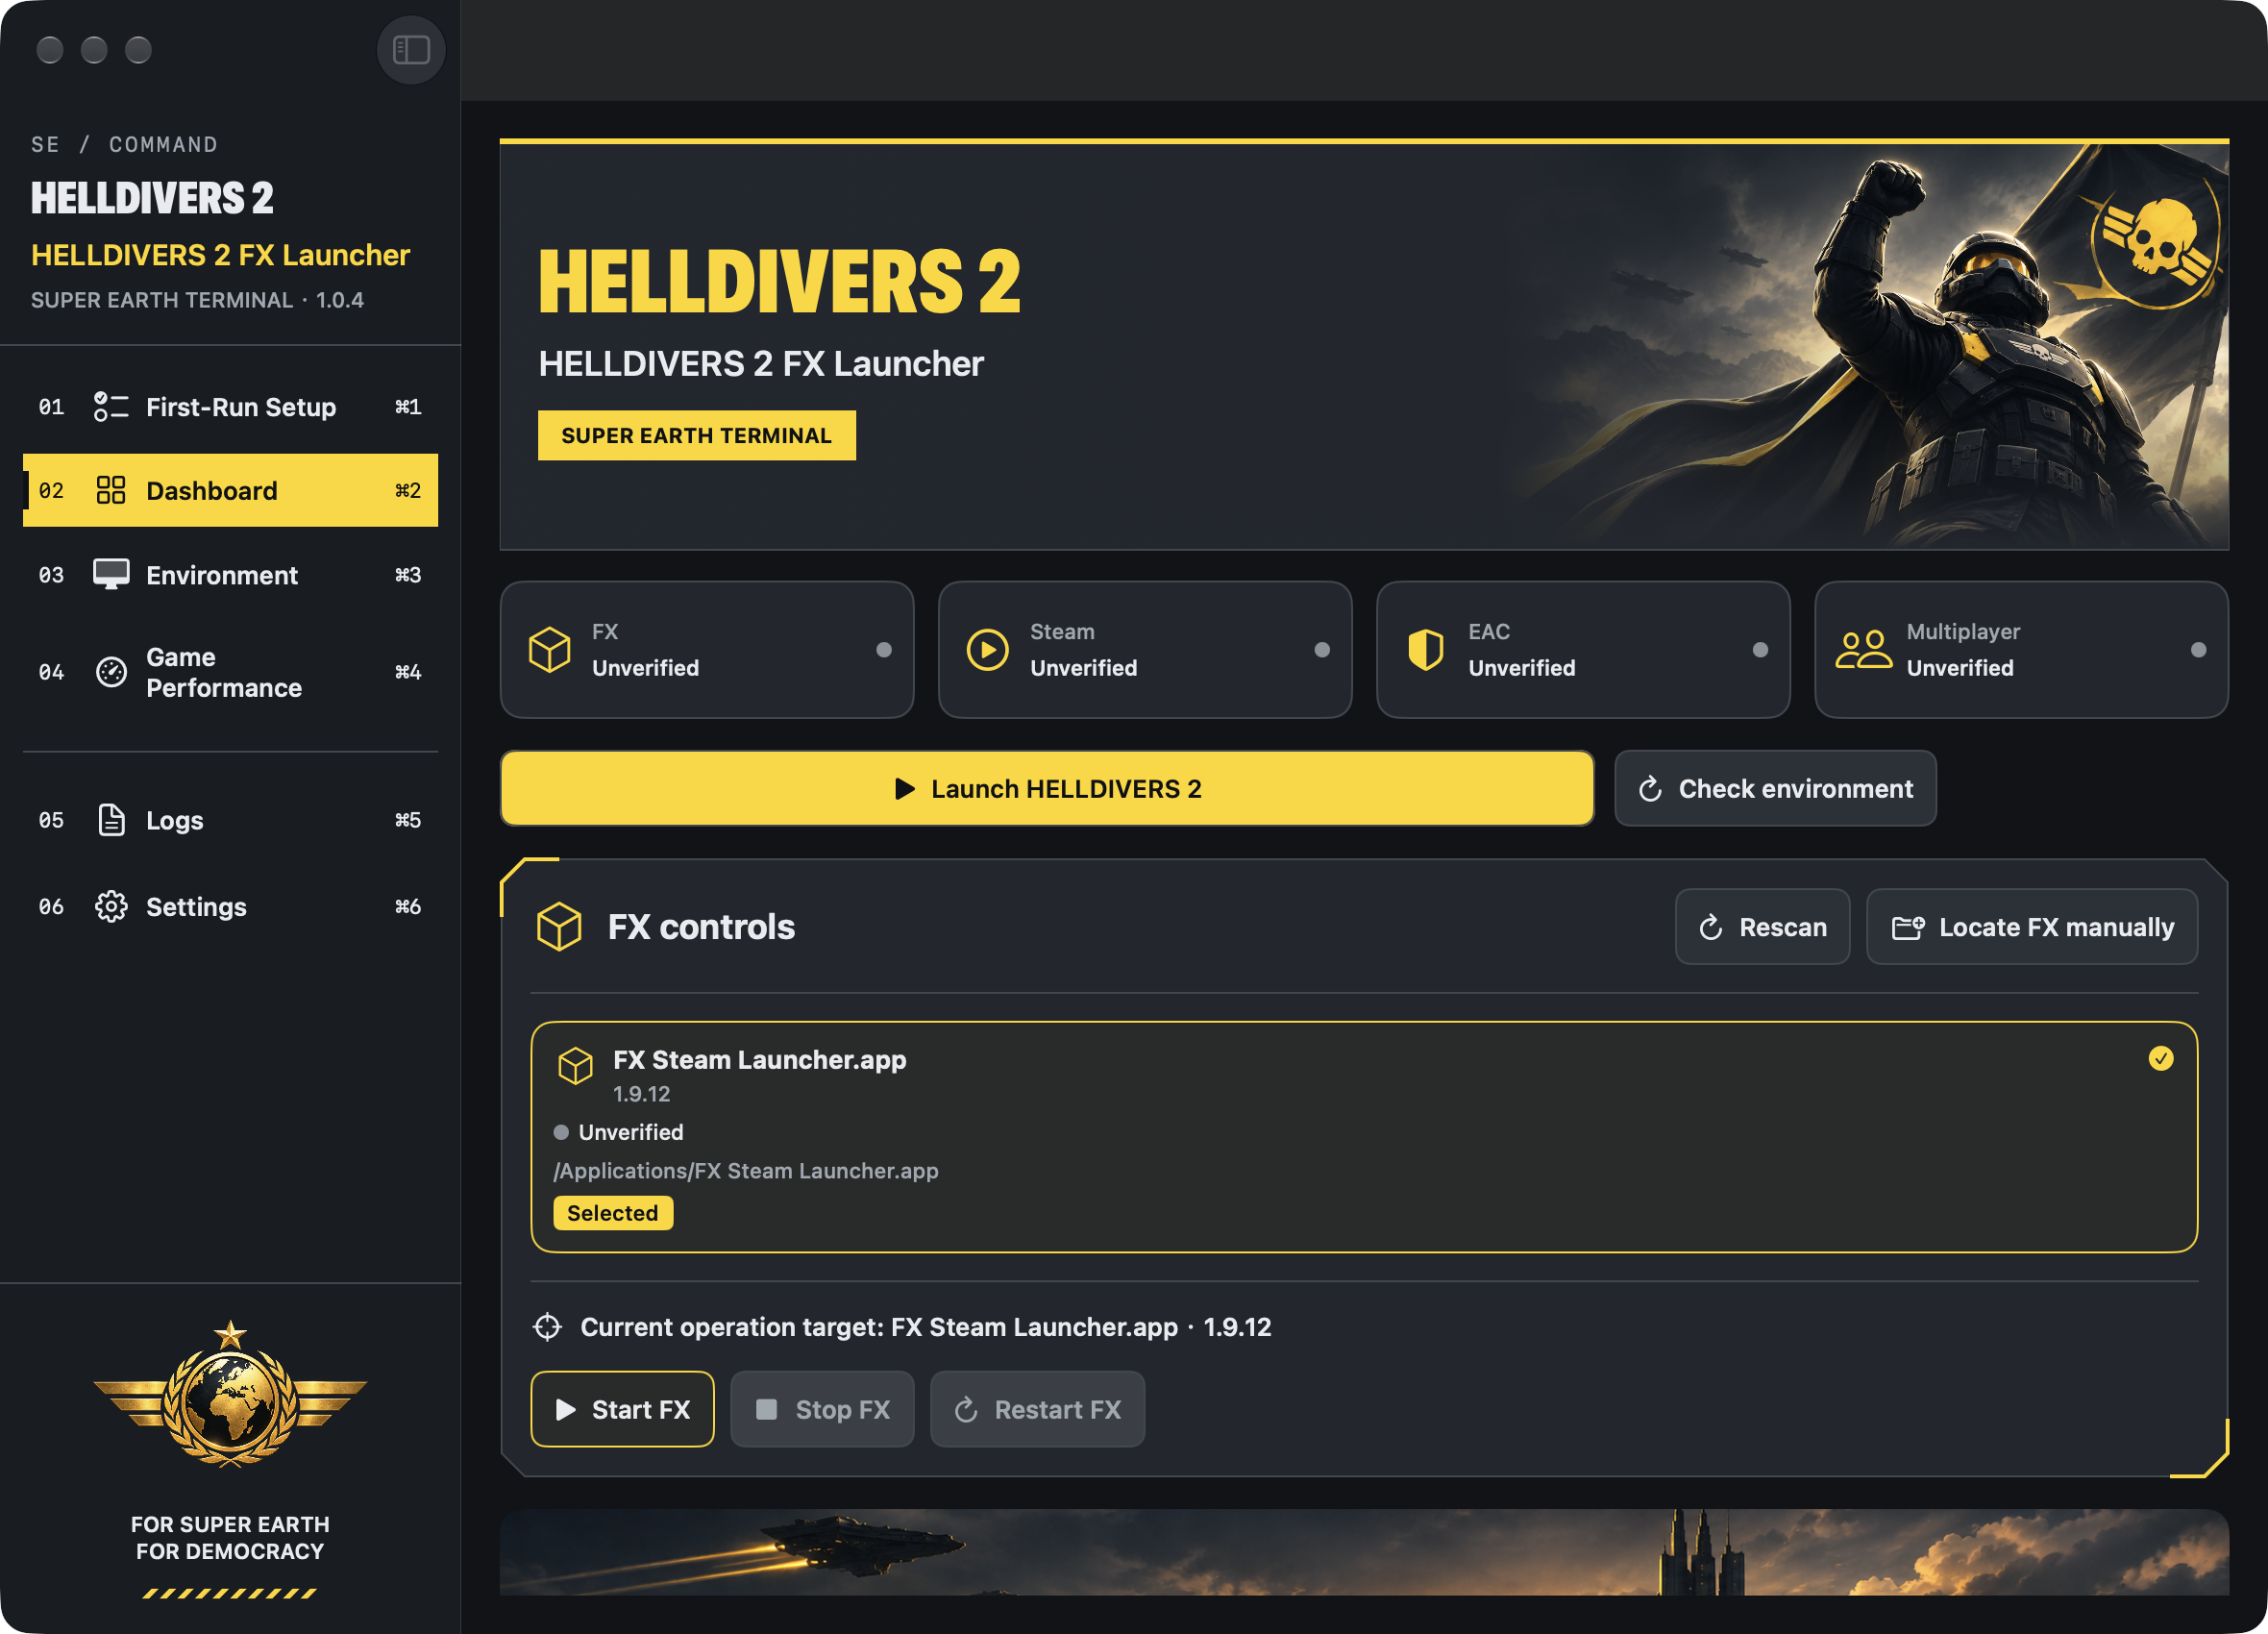 SE / COMMAND
HELLDIVERS 2
HELLDIVERS 2 FX Launcher
SUPER EARTH TERMINAL · 1.0.4
01 First-Run Setup ⌘1
02 Dashboard ⌘2
03 Environment ⌘3
04 Game Performance ⌘4
05 Logs ⌘5
06 Settings ⌘6
FOR SUPER EARTH
FOR DEMOCRACY
HELLDIVERS 2
HELLDIVERS 2 FX Launcher
SUPER EARTH TERMINAL
FX
Unverified
Steam
Unverified
EAC
Unverified
Multiplayer
Unverified
Launch HELLDIVERS 2
Check environment
FX controls
Rescan
Locate FX manually
FX Steam Launcher.app
1.9.12
Unverified
/Applications/FX Steam Launcher.app
Selected
Current operation target: FX Steam Launcher.app · 1.9.12
Start FX
Stop FX
Restart FX